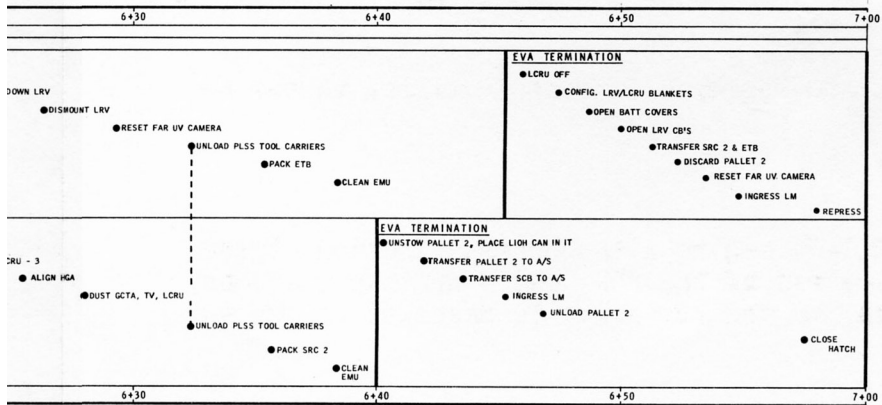 6+30 6+40 6+50 7+00
EVA TERMINATION
LCRU OFF
DOWN LRV
CONFIG. LRV/LCRU BLANKETS
DISMOUNT LRV
OPEN BATT COVERS
RESET FAR UV CAMERA
OPEN LRV CB'S
UNLOAD PLSS TOOL CARRIERS
TRANSFER SRC 2 & ETB
PACK ETB
DISCARD PALLET 2
CLEAN EMU
RESET FAR UV CAMERA
INGRESS LM
REPRESS
EVA TERMINATION
UNSTOW PALLET 2, PLACE LIOH CAN IN IT
CRU - 3
TRANSFER PALLET 2 TO A/S
ALIGN HGA
TRANSFER SCB TO A/S
DUST GCTA, TV, LCRU
INGRESS LM
UNLOAD PALLET 2
UNLOAD PLSS TOOL CARRIERS
CLOSE
HATCH
PACK SRC 2
CLEAN
EMU
6+30 6+40 6+50 7+00